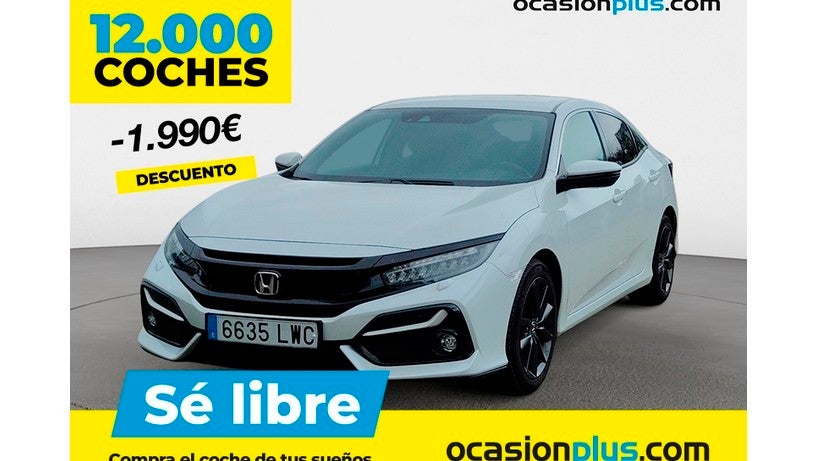 ocasionplus.com
12.000
COCHES
-1.990€
DESCUENTO
6635 LWC
Sé libre
Compra el coche de tus sueños
ocasionplus.com